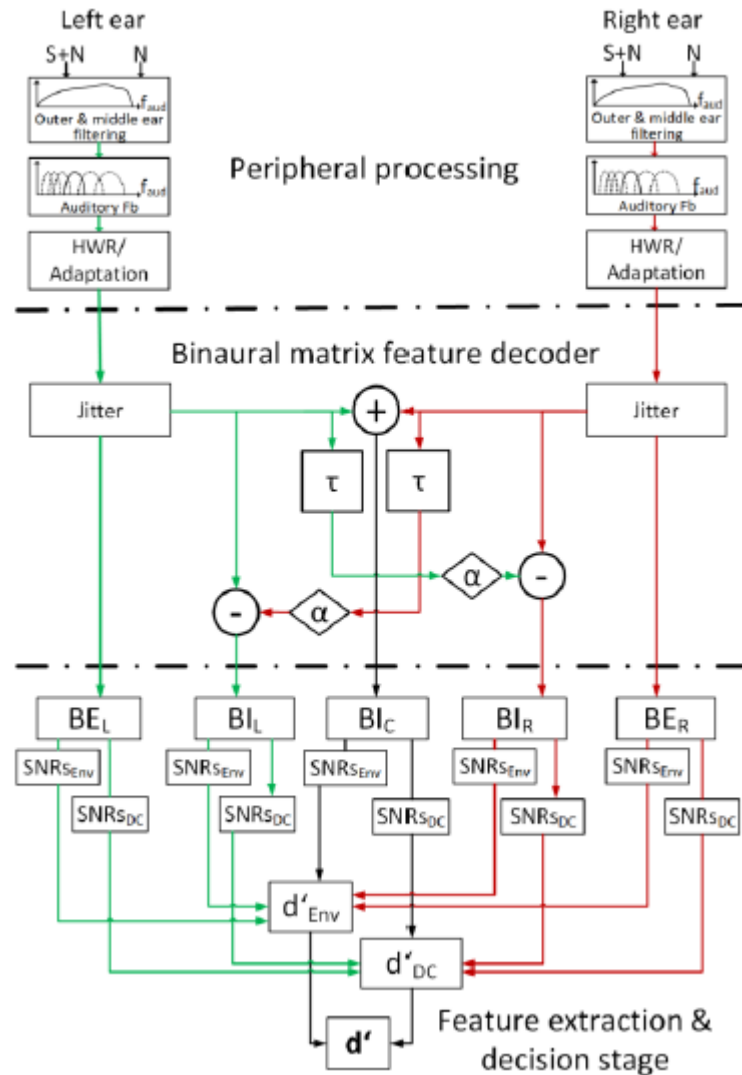 Left ear
Right ear
S+N N
S+N N
f_aud
Outer & middle ear
filtering
f_aud
Outer & middle ear
filtering
f_aud
Auditory Fb
f_aud
Auditory Fb
Peripheral processing
HWR/
Adaptation
HWR/
Adaptation
Binaural matrix feature decoder
Jitter
+
Jitter
τ
τ
α
-
-
α
BE_L
BI_L
BI_C
BI_R
BE_R
SNRs_Env
SNRs_Env
SNRs_Env
SNRs_Env
SNRs_Env
SNRs_DC
SNRs_DC
SNRs_DC
SNRs_DC
SNRs_DC
d'_Env
d'_DC
d'
Feature extraction &
decision stage